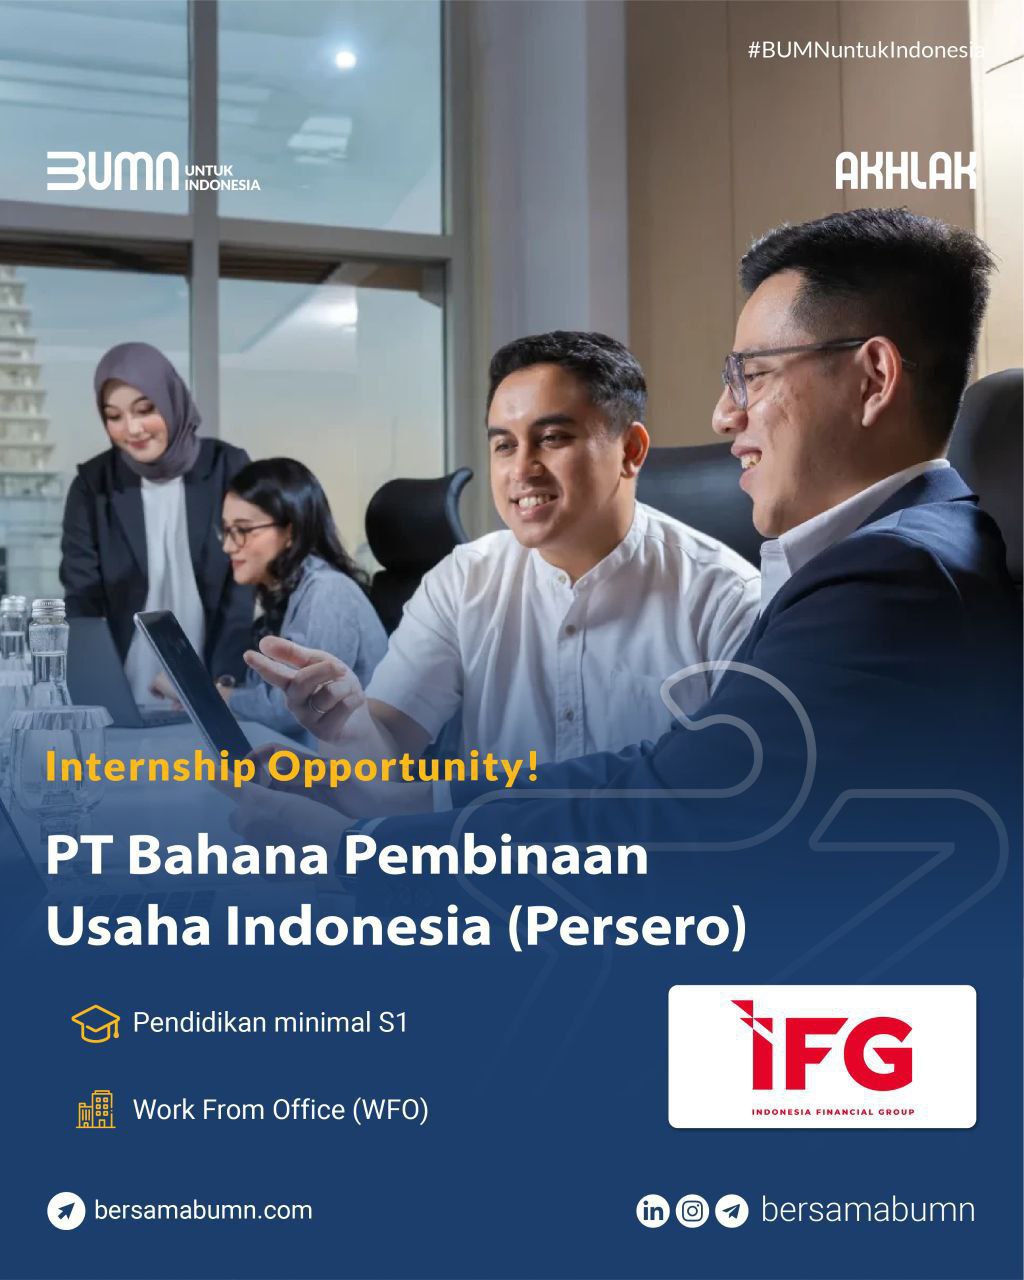 #BUMNuntukIndonesia
BUMN UNTUK
INDONESIA
AKHLAK
Internship Opportunity!
PT Bahana Pembinaan
Usaha Indonesia (Persero)
Pendidikan minimal S1
Work From Office (WFO)
IFG
INDONESIA FINANCIAL GROUP
bersamabumn.com
in
bersamabumn